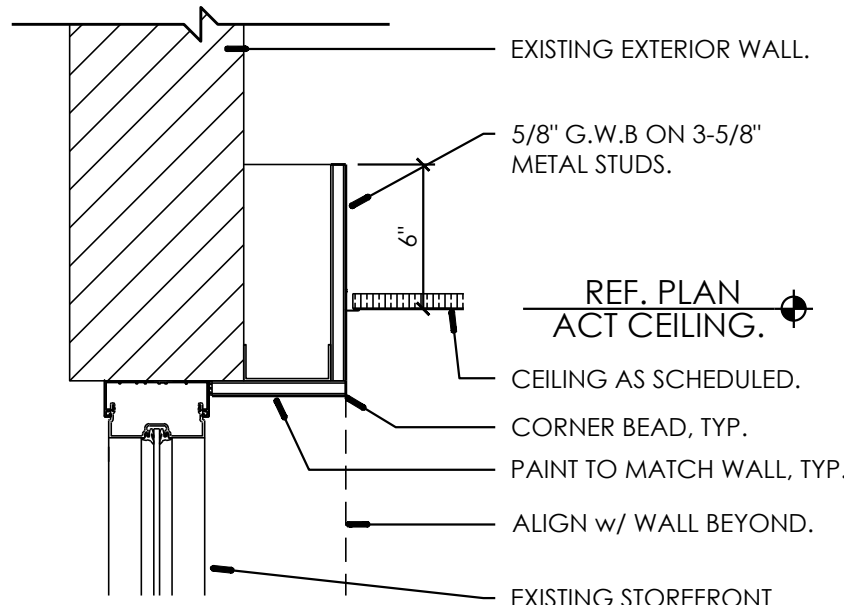 EXISTING EXTERIOR WALL.
5/8" G.W.B ON 3-5/8"
METAL STUDS.
6"
REF. PLAN
ACT CEILING.
CEILING AS SCHEDULED.
CORNER BEAD, TYP.
PAINT TO MATCH WALL, TYP.
ALIGN w/ WALL BEYOND.
EXISTING STOREFRONT